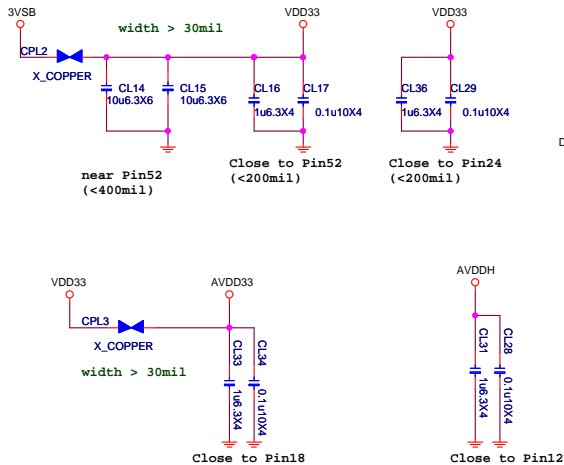 3VSB
width > 30mil
VDD33
VDD33
CPL2
X_COPPER
CL14
10u6.3X6
CL15
10u6.3X6
CL16
1u6.3X4
CL17
0.1u10X4
CL36
1u6.3X4
CL29
0.1u10X4
D
near Pin52
(<400mil)
Close to Pin52
(<200mil)
Close to Pin24
(<200mil)
VDD33
AVDD33
AVDDH
CPL3
X_COPPER
width > 30mil
CL33
1u6.3X4
CL34
0.1u10X4
CL31
1u6.3X4
CL28
0.1u10X4
Close to Pin18
Close to Pin12